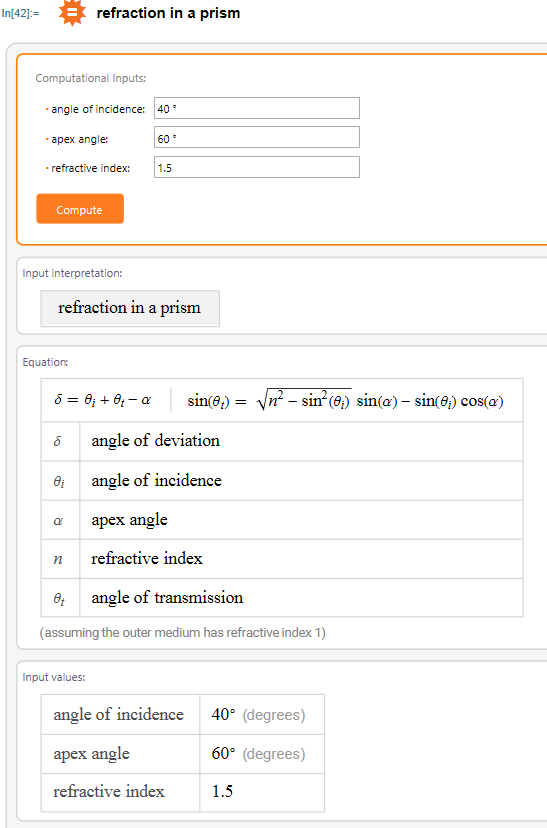 In[42]:= refraction in a prism
Computational Inputs:
• angle of incidence: 40 °
• apex angle: 60 °
• refractive index: 1.5
Compute
Input interpretation:
refraction in a prism
Equation:
δ = θi + θt − α | sin(θt) = √(n² − sin²(θi)) sin(α) − sin(θi) cos(α)
δ angle of deviation
θi angle of incidence
α apex angle
n refractive index
θt angle of transmission
(assuming the outer medium has refractive index 1)
Input values:
angle of incidence 40° (degrees)
apex angle 60° (degrees)
refractive index 1.5